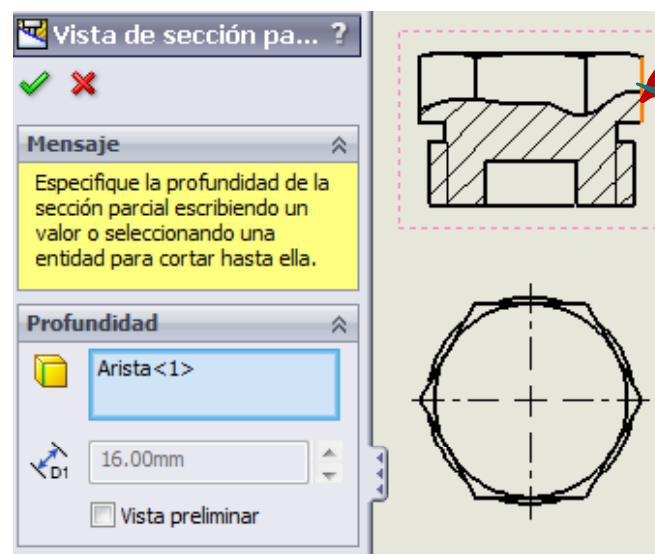 Vista de sección pa... ?
Mensaje
Especifique la profundidad de la
sección parcial escribiendo un
valor o seleccionando una
entidad para cortar hasta ella.
Profundidad
Arista<1>
D1
16.00mm
Vista preliminar